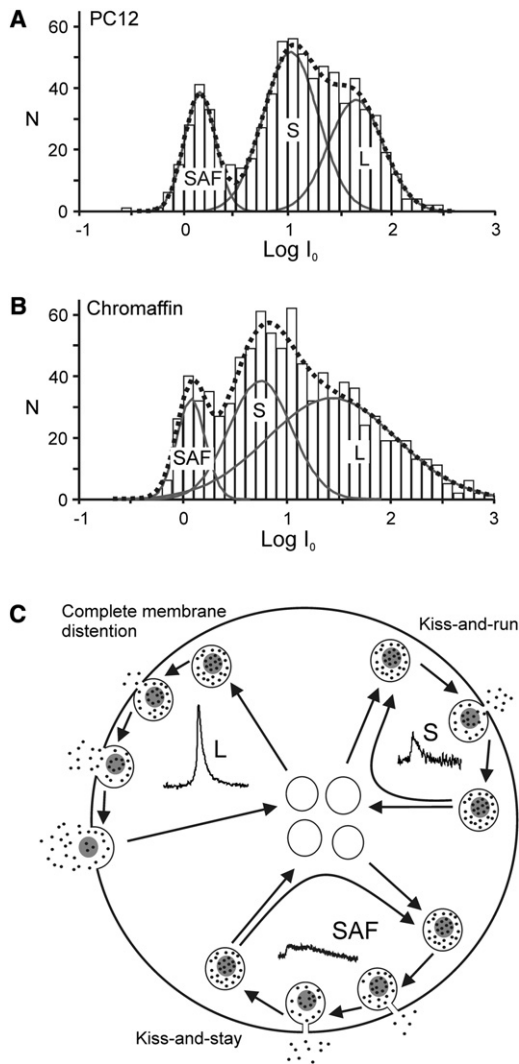 A
PC12
60
40
N
20
0
SAF
S
L
-1
0
1
2
3
Log I₀
B
Chromaffin
60
40
N
20
0
SAF
S
L
-1
0
1
2
3
Log I₀
C
Complete membrane
distention
Kiss-and-run
L
S
SAF
Kiss-and-stay